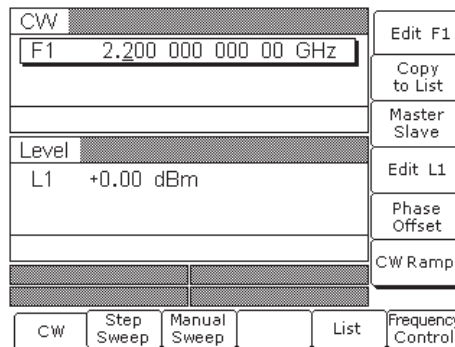 CW
F1 2.200 000 000 00 GHz
Level
L1 +0.00 dBm
Edit F1
Copy
to List
Master
Slave
Edit L1
Phase
Offset
CW Ramp
CW
Step
Sweep
Manual
Sweep
List
Frequency
Control